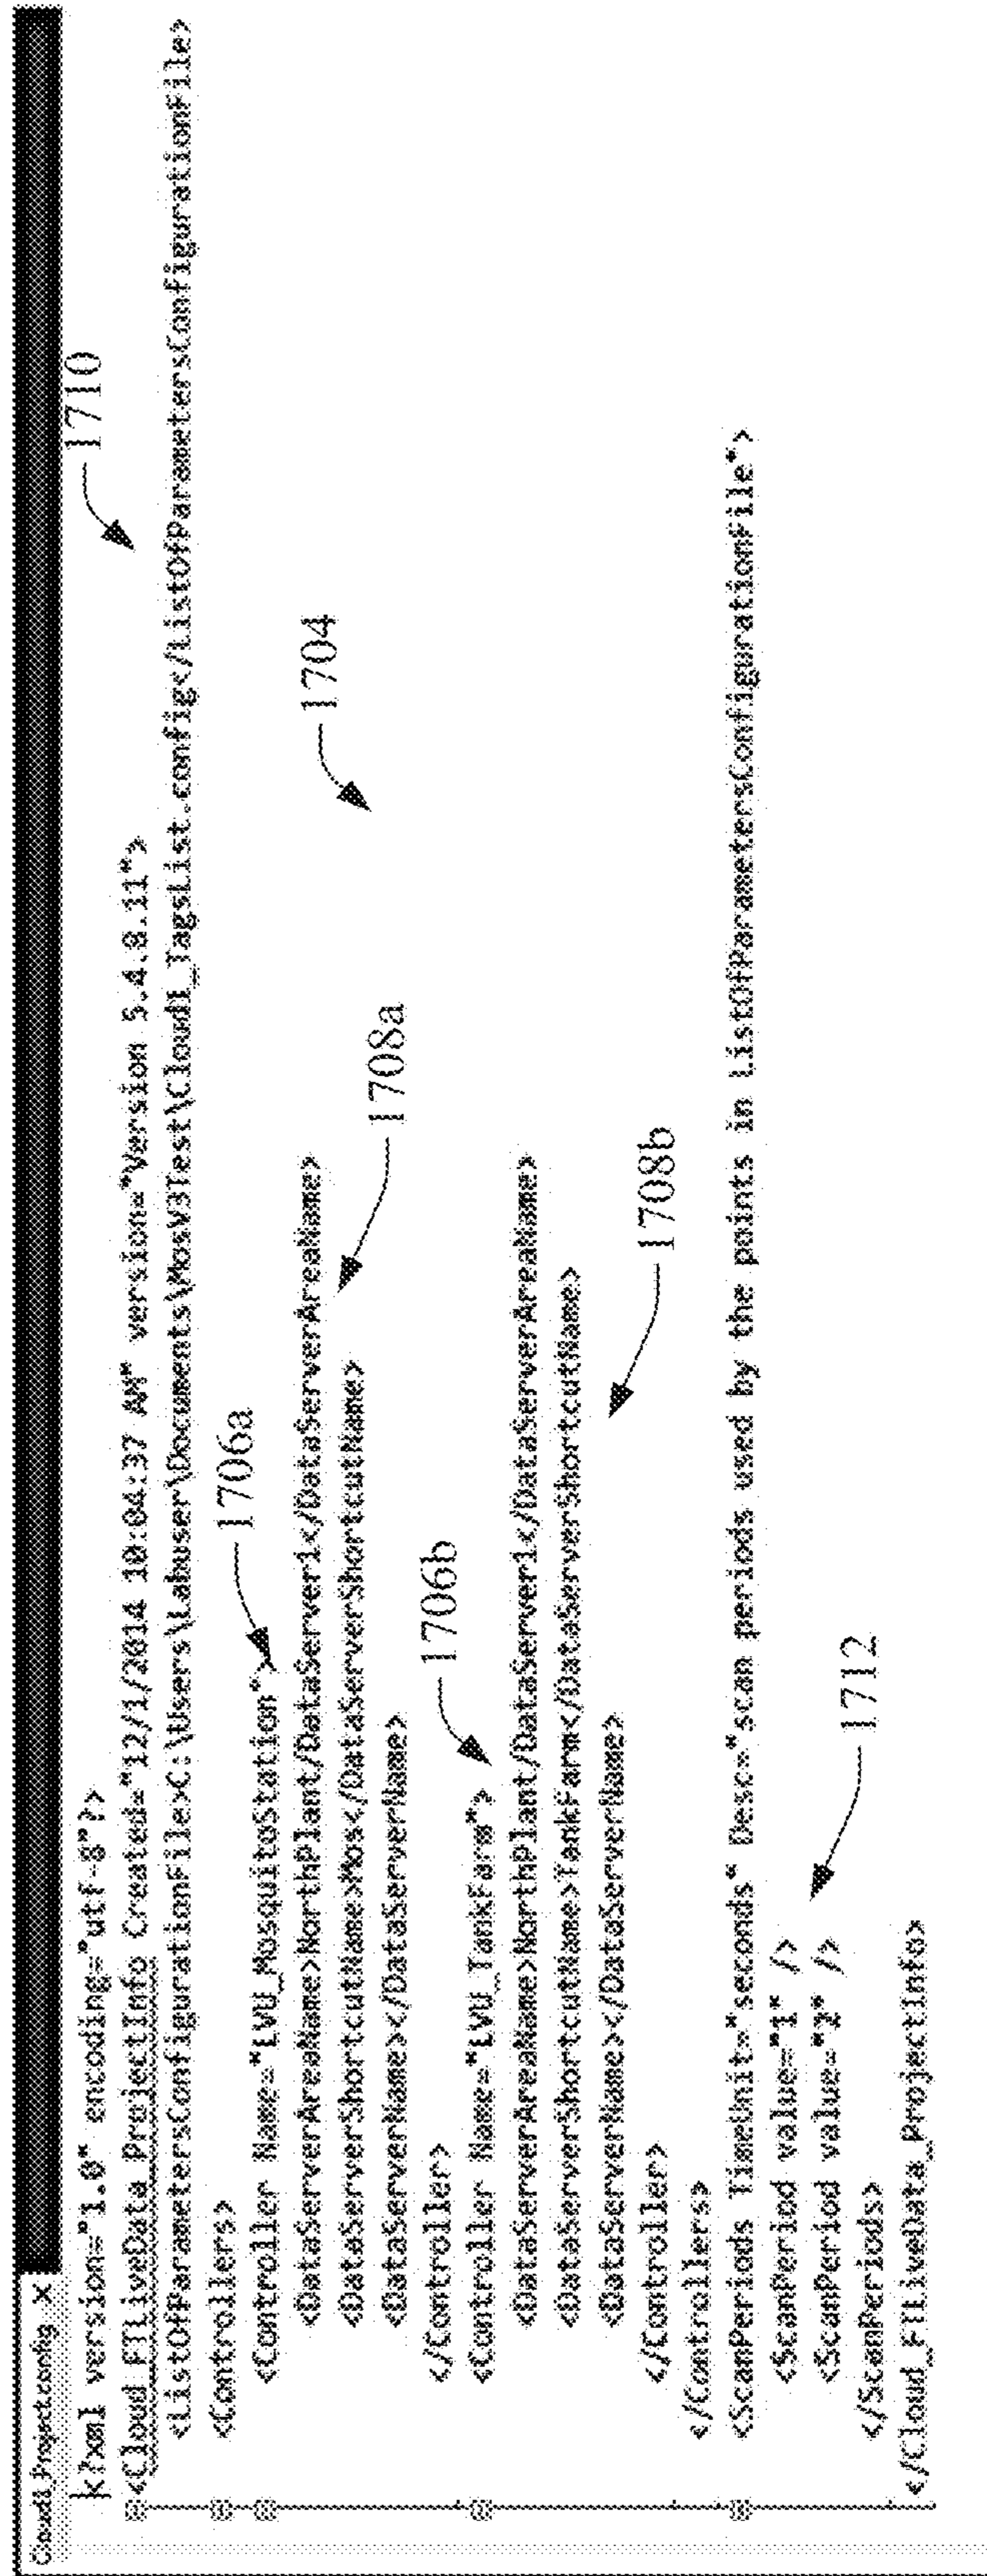 Cloud1_Project.config X
<?xml version="1.0" encoding="utf-8"?>
<Cloud_FTLiveData_ProjectInfo Created="12/1/2014 10:04:37 AM" version="Version 5.4.8.11">
1710
<ListOfParametersConfigurationFile>C:\Users\Labuser\Documents\MosV3Test\Cloud1_TagsList.config</ListOfParametersConfigurationFile>
<Controllers>
1706a
<Controller Name="LVU_MosquitoStation">
1704
<DataServerAreaName>NorthPlant/DataServer1</DataServerAreaName>
1708a
<DataServerShortcutName>Mos</DataServerShortcutName>
<DataServerName></DataServerName>
</Controller>
1706b
<Controller Name="LVU_TankFarm">
<DataServerAreaName>NorthPlant/DataServer1</DataServerAreaName>
<DataServerShortcutName>TankFarm</DataServerShortcutName>
<DataServerName></DataServerName>
1708b
</Controller>
</Controllers>
<ScanPeriods TimeUnit="seconds" Desc="scan periods used by the points in ListOfParametersConfigurationFile">
<ScanPeriod value="1" />
<ScanPeriod value= />
1712
</ScanPeriods>
</Cloud_FTLiveData_ProjectInfo>